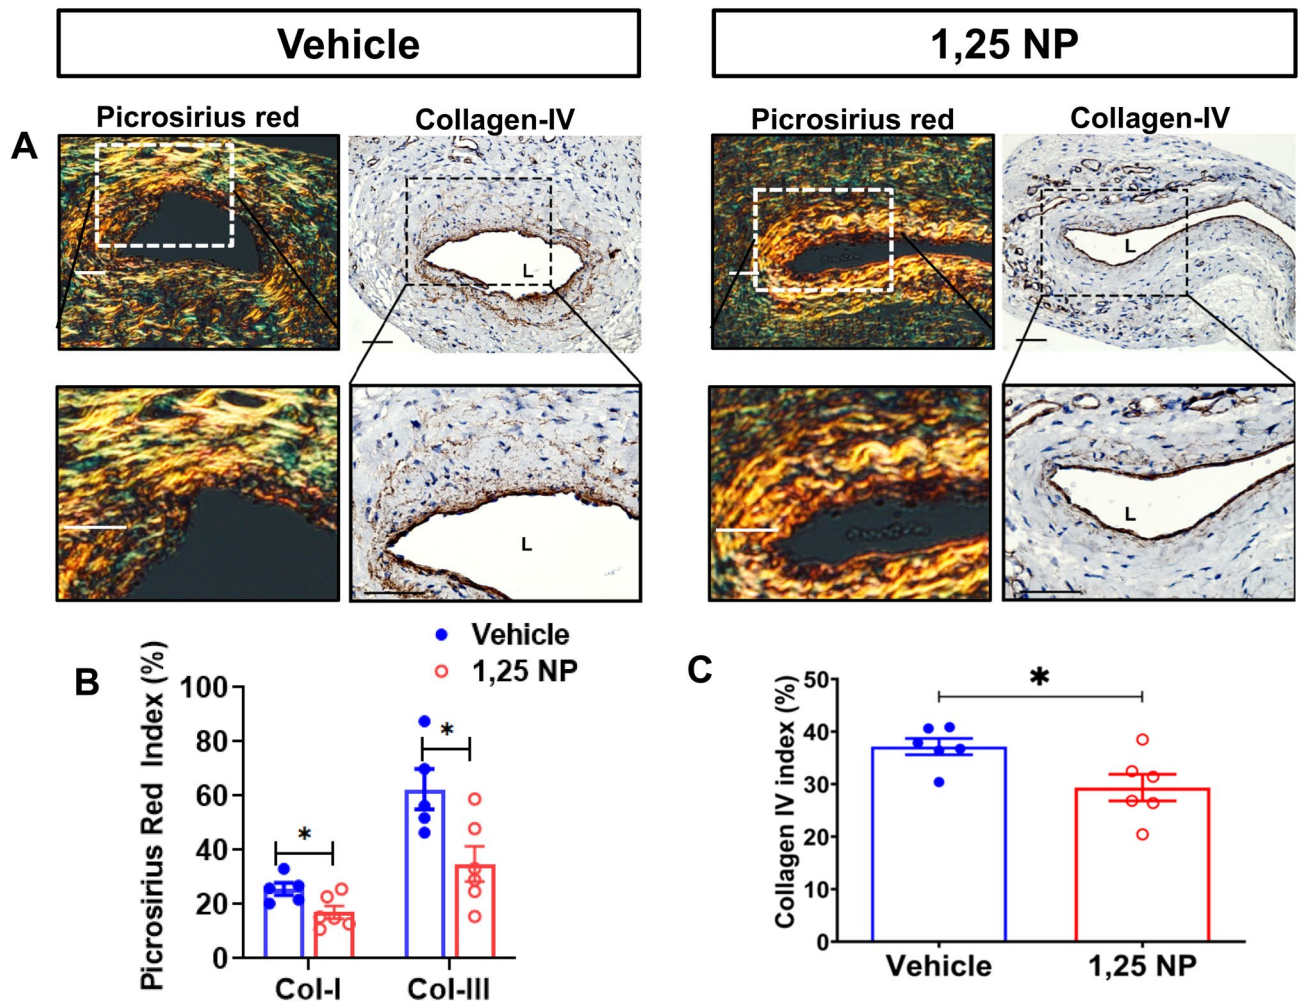 Vehicle
1,25 NP
A
Picrosirius red
Collagen-IV
Picrosirius red
Collagen-IV
L
L
L
L
B
Vehicle
1,25 NP
Picrosirius Red Index (%)
100
80
60
40
20
0
*
*
Col-I
Col-III
C
Collagen IV index (%)
50
40
30
20
10
0
*
Vehicle
1,25 NP